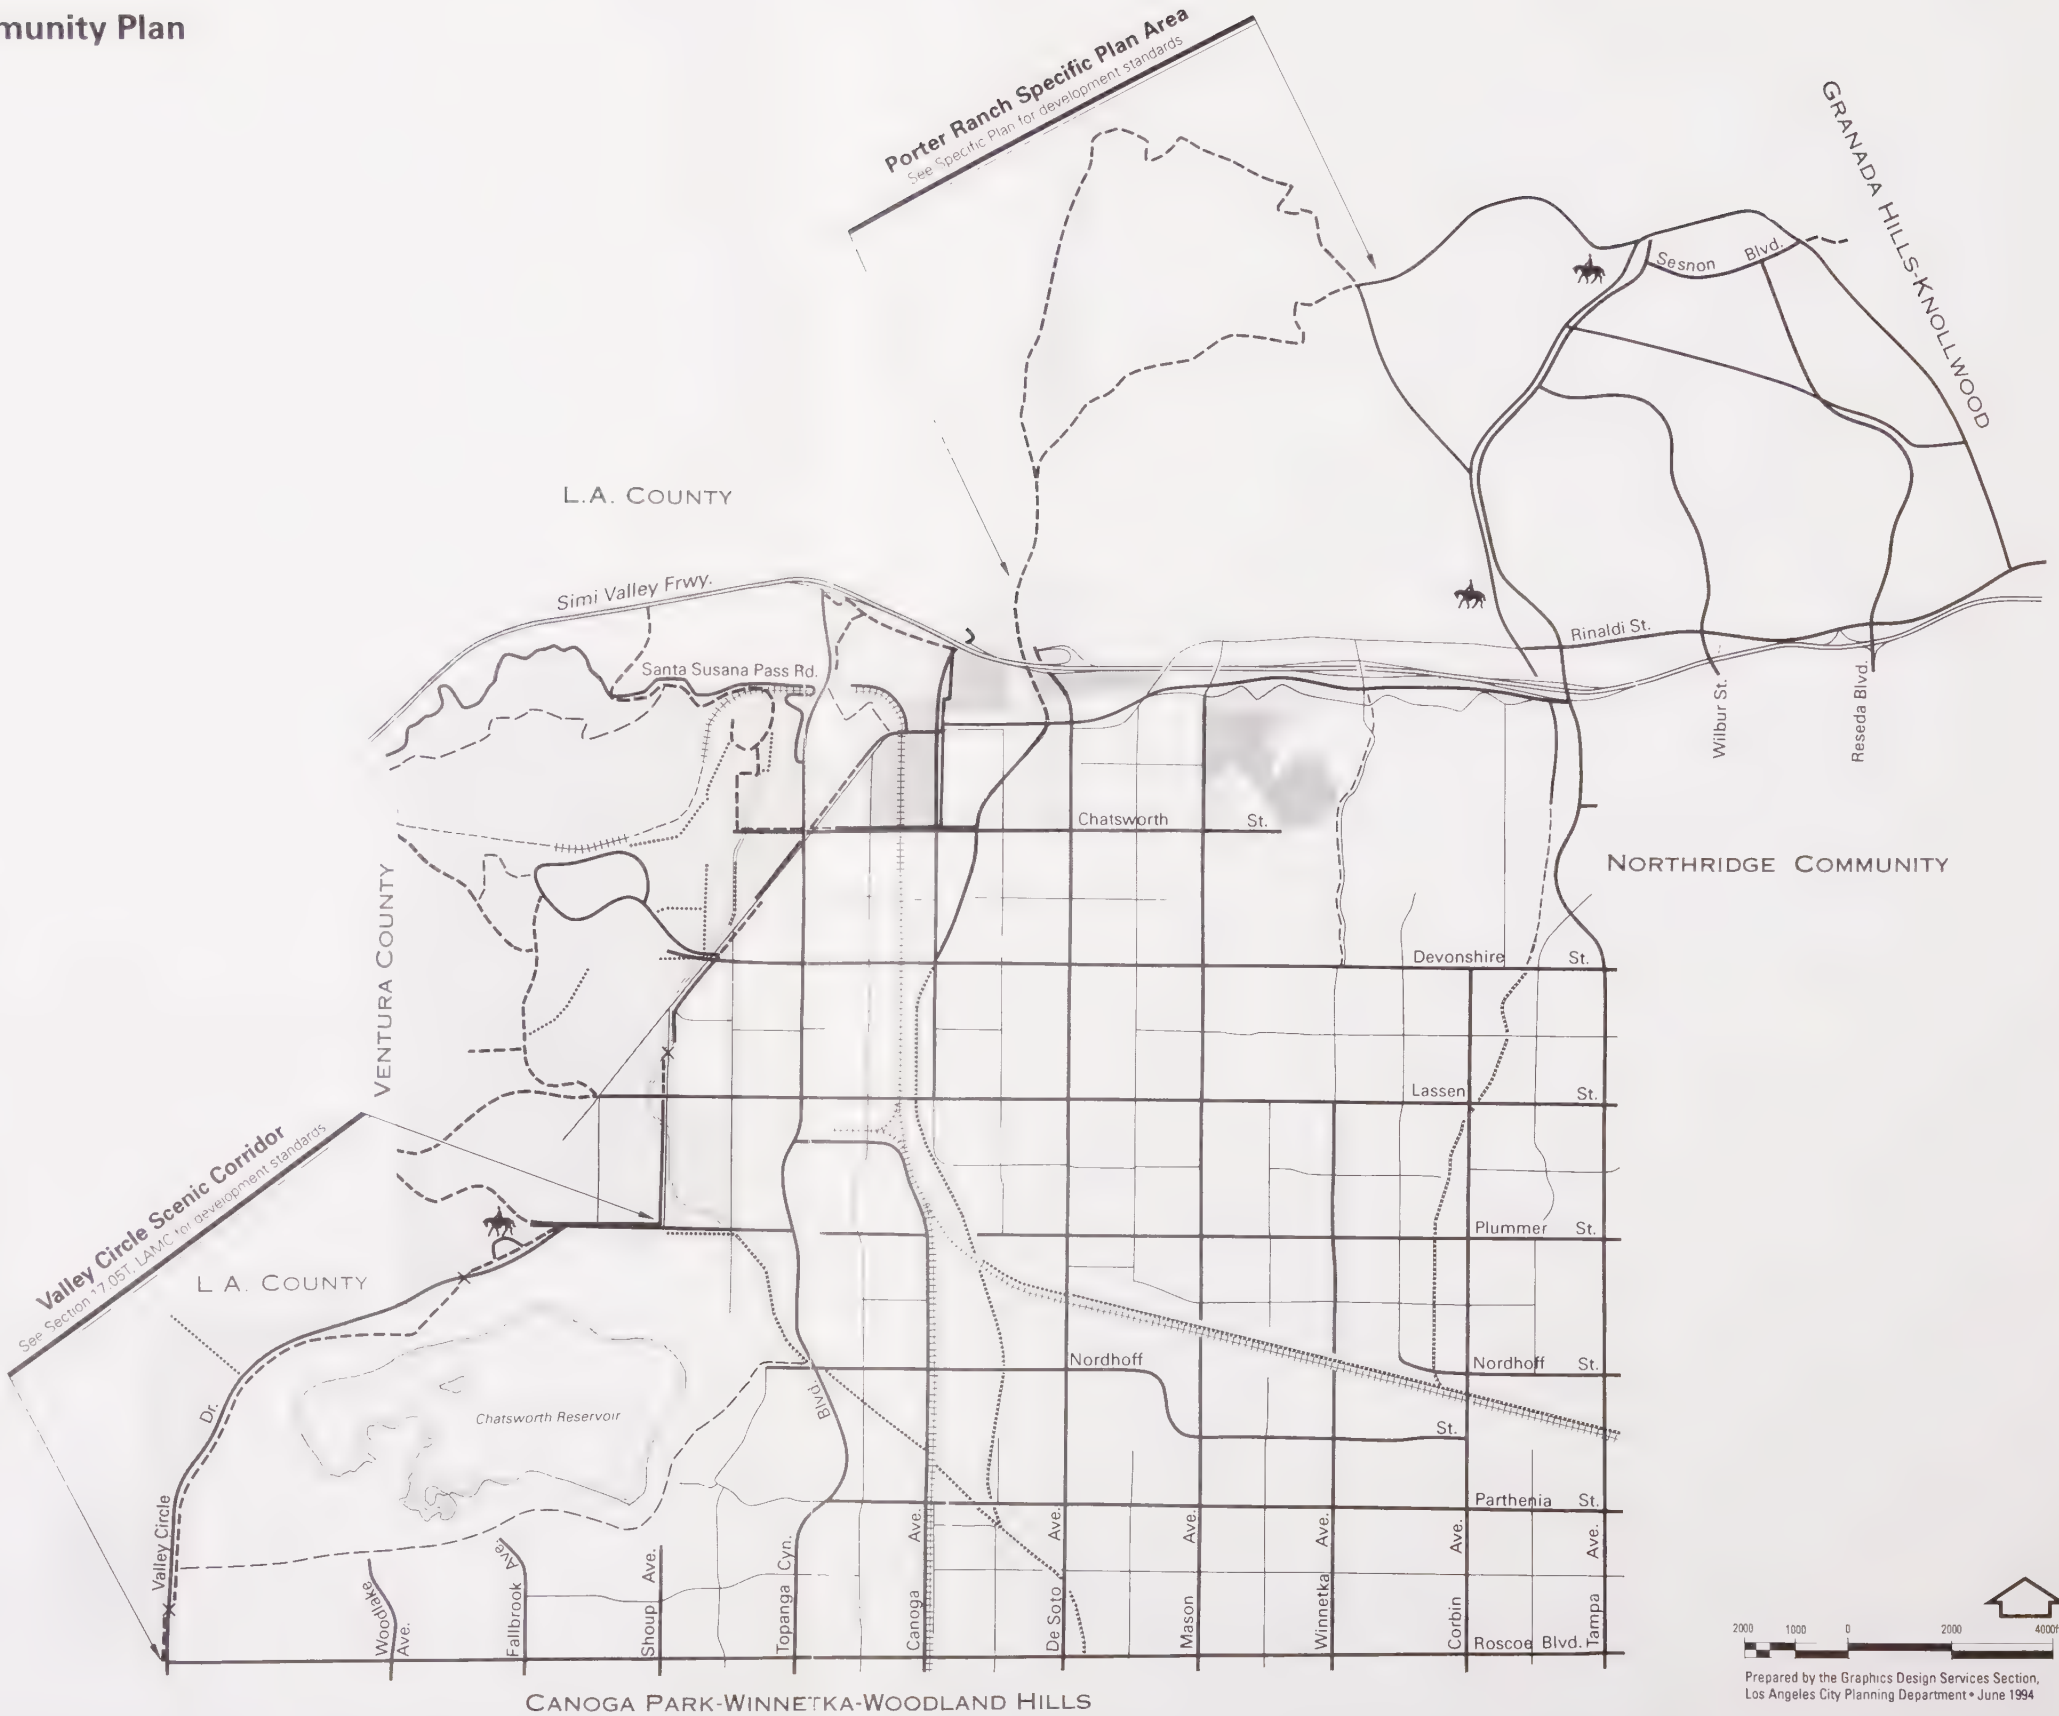 munity Plan
Porter Ranch Specific Plan Area
See Specific Plan for development standards
GRANADA HILLS-KNOLLWOOD
Sesnon Blvd.
L.A. COUNTY
Simi Valley Frwy.
Santa Susana Pass Rd.
Rinaldi St.
Wilbur St.
Reseda Blvd.
Chatsworth St.
NORTHRIDGE COMMUNITY
VENTURA COUNTY
Devonshire St.
Lassen St.
Valley Circle Scenic Corridor
See Section 17.05T, LAMC for development standards
Plummer St.
L A. COUNTY
Nordhoff
Nordhoff St.
Dr.
Blvd.
Chatsworth Reservoir
St.
Parthenia St.
Valley Circle
Woodlake
Ave.
Fallbrook Ave.
Shoup Ave.
Topanga Cyn.
Canoga Ave.
De Soto Ave.
Mason Ave.
Winnetka Ave.
Corbin Ave.
Tampa Ave.
Roscoe Blvd.
2000 1000 0 2000 4000f
Prepared by the Graphics Design Services Section,
Los Angeles City Planning Department • June 1994
CANOGA PARK-WINNETKA-WOODLAND HILLS